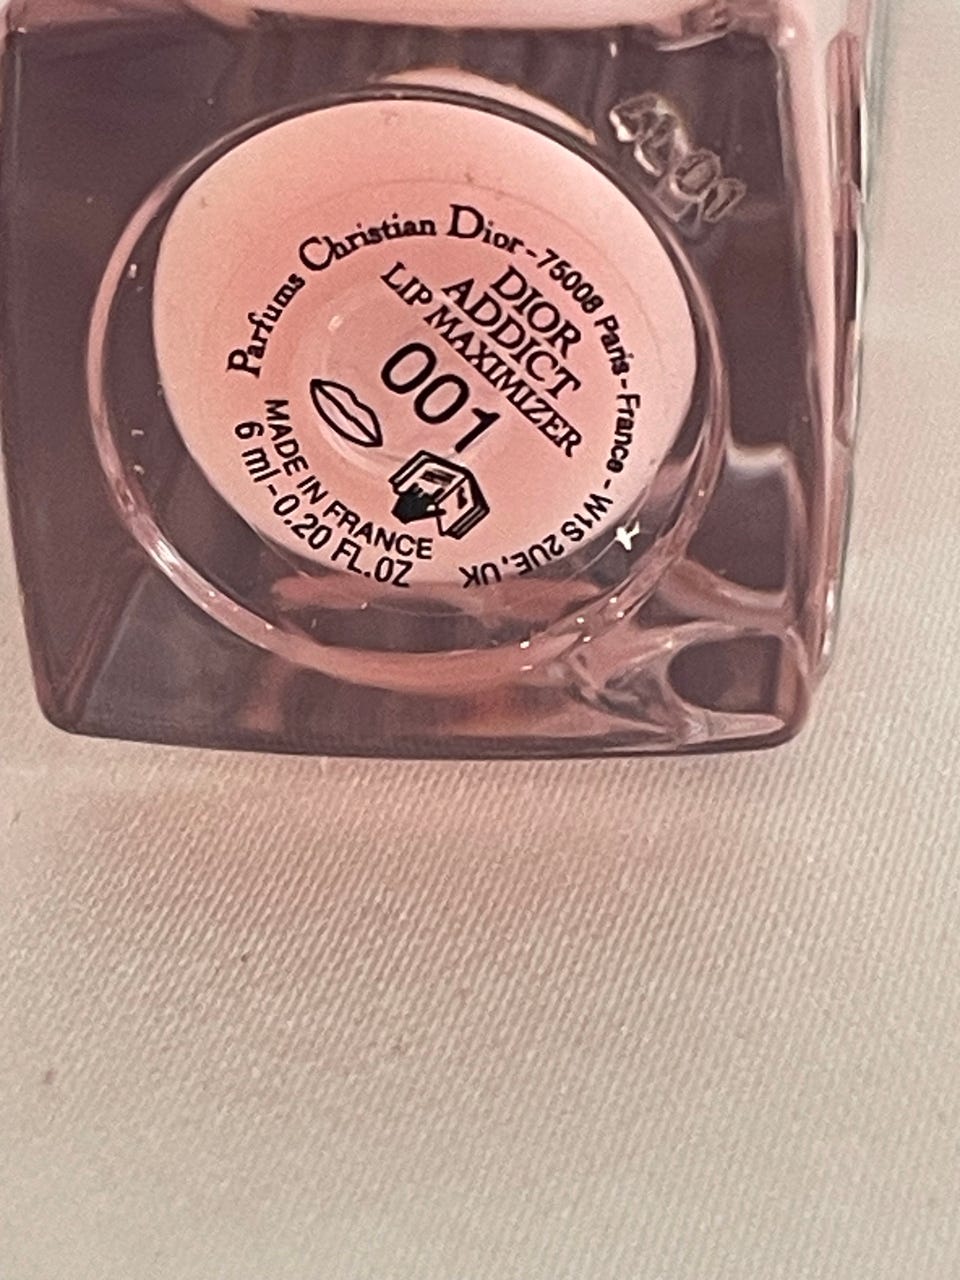 Parfums Christian Dior - 75008 Paris - France - W1S 2UE, UK
DIOR
ADDICT
LIP MAXIMIZER
001
MADE IN FRANCE
6 ml - 0.20 FL.OZ